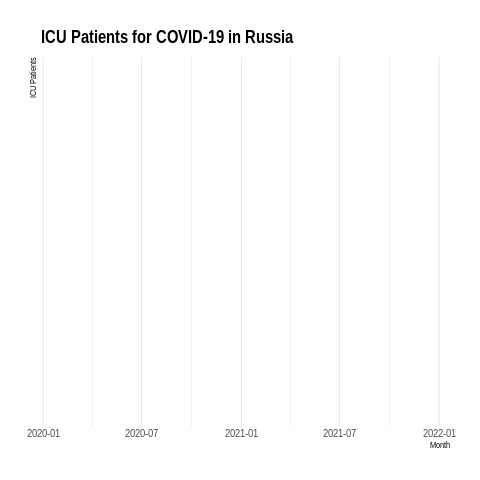 ICU Patients for COVID-19 in Russia
ICU Patients
2020-01 2020-07 2021-01 2021-07 2022-01
Month